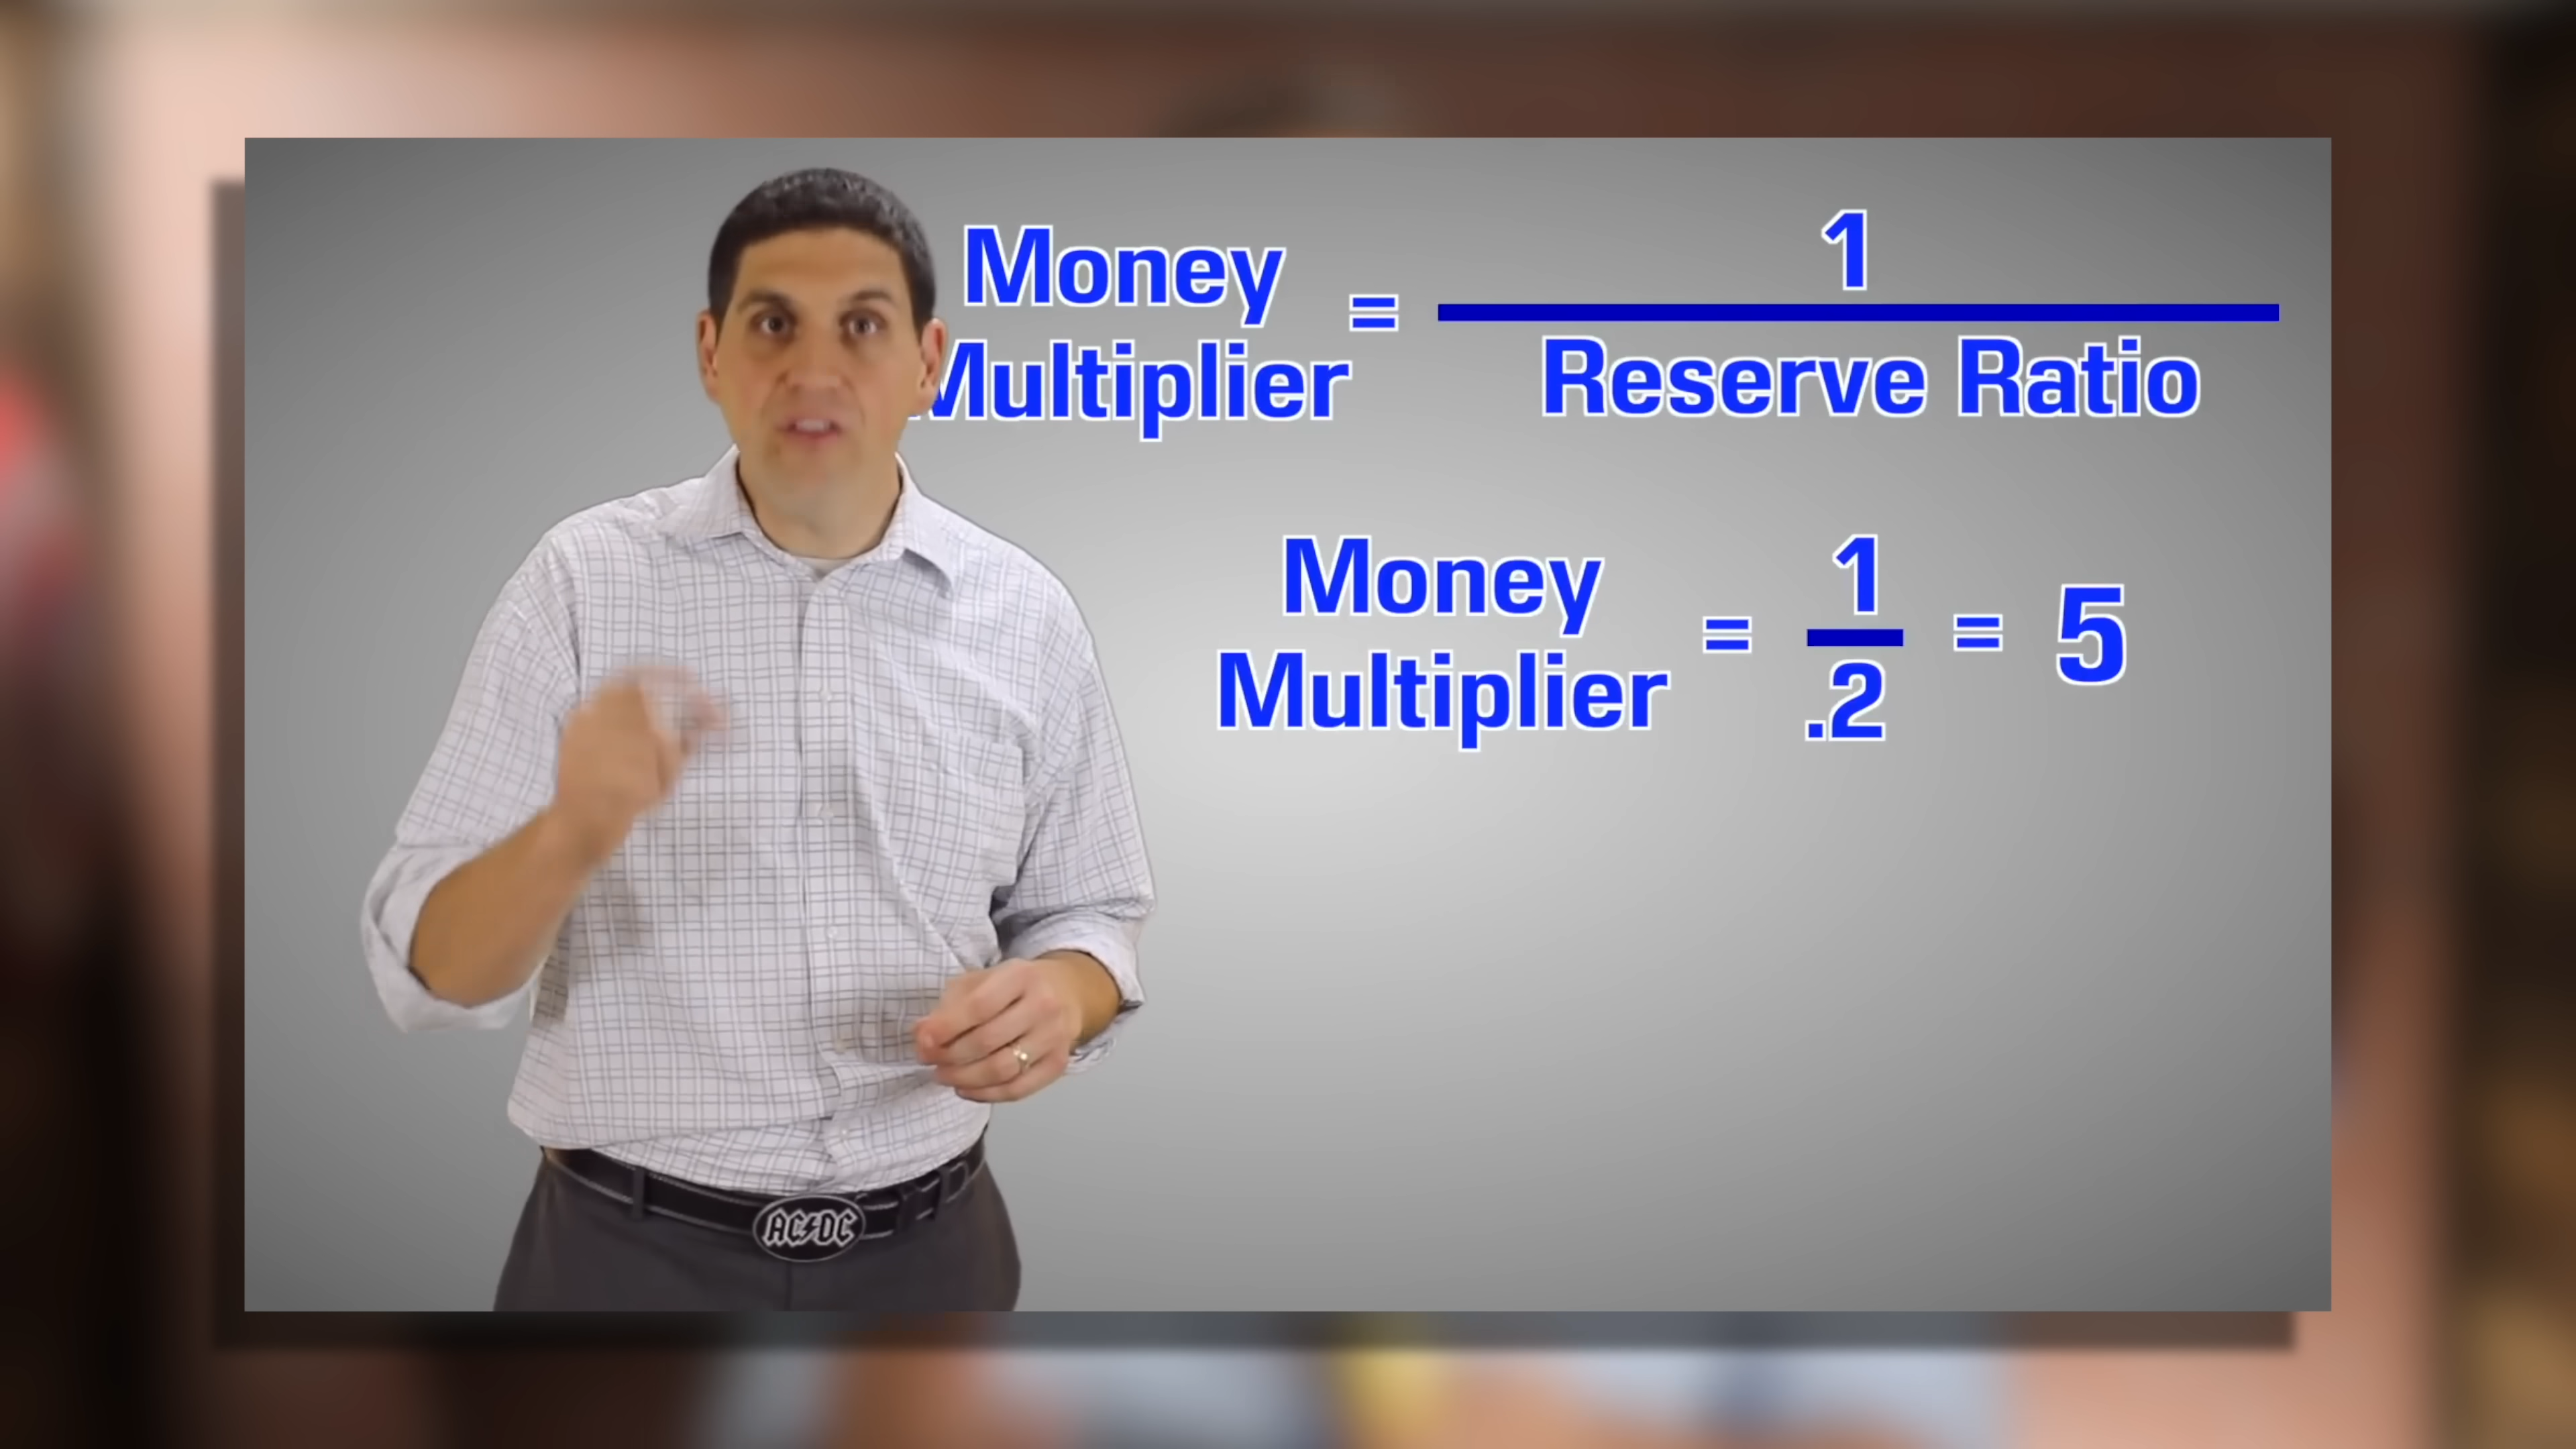 Money
Multiplier
=
1
Reserve Ratio
Money
Multiplier
=
1
.2
=
5
AC⚡DC